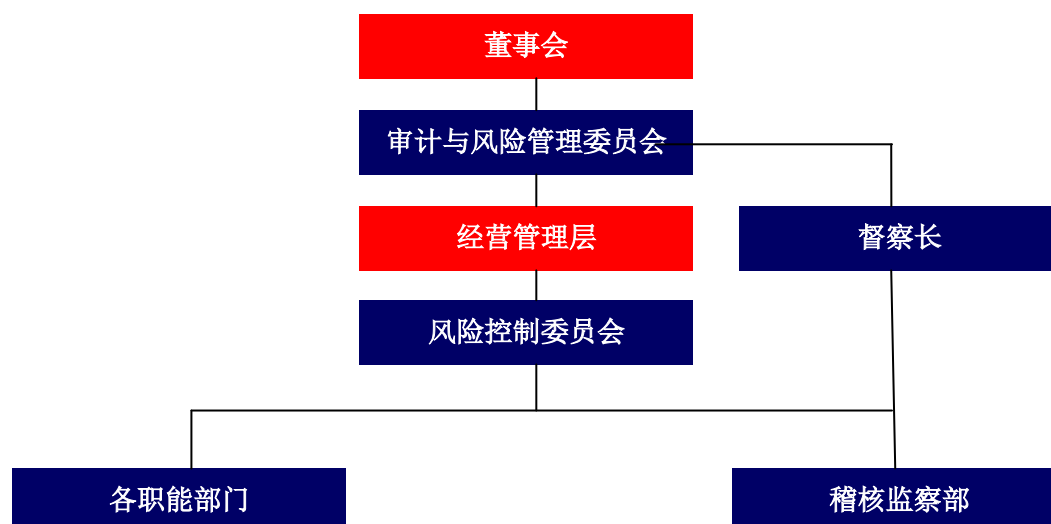 董事会
审计与风险管理委员会
经营管理层
督察长
风险控制委员会
各职能部门
稽核监察部